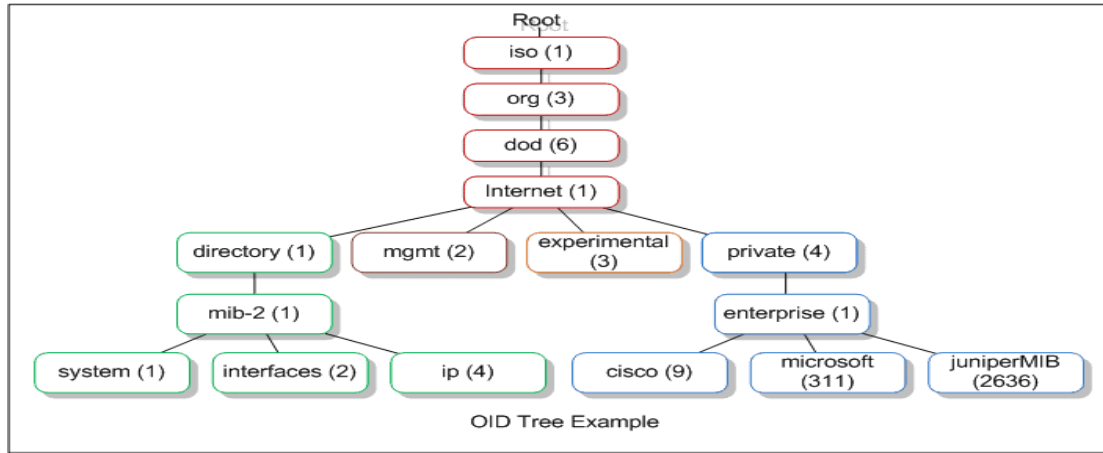 Root
Root
iso (1)
org (3)
dod (6)
Internet (1)
directory (1)
mgmt (2)
experimental
(3)
private (4)
mib-2 (1)
enterprise (1)
system (1)
interfaces (2)
ip (4)
cisco (9)
microsoft
(311)
juniperMIB
(2636)
OID Tree Example